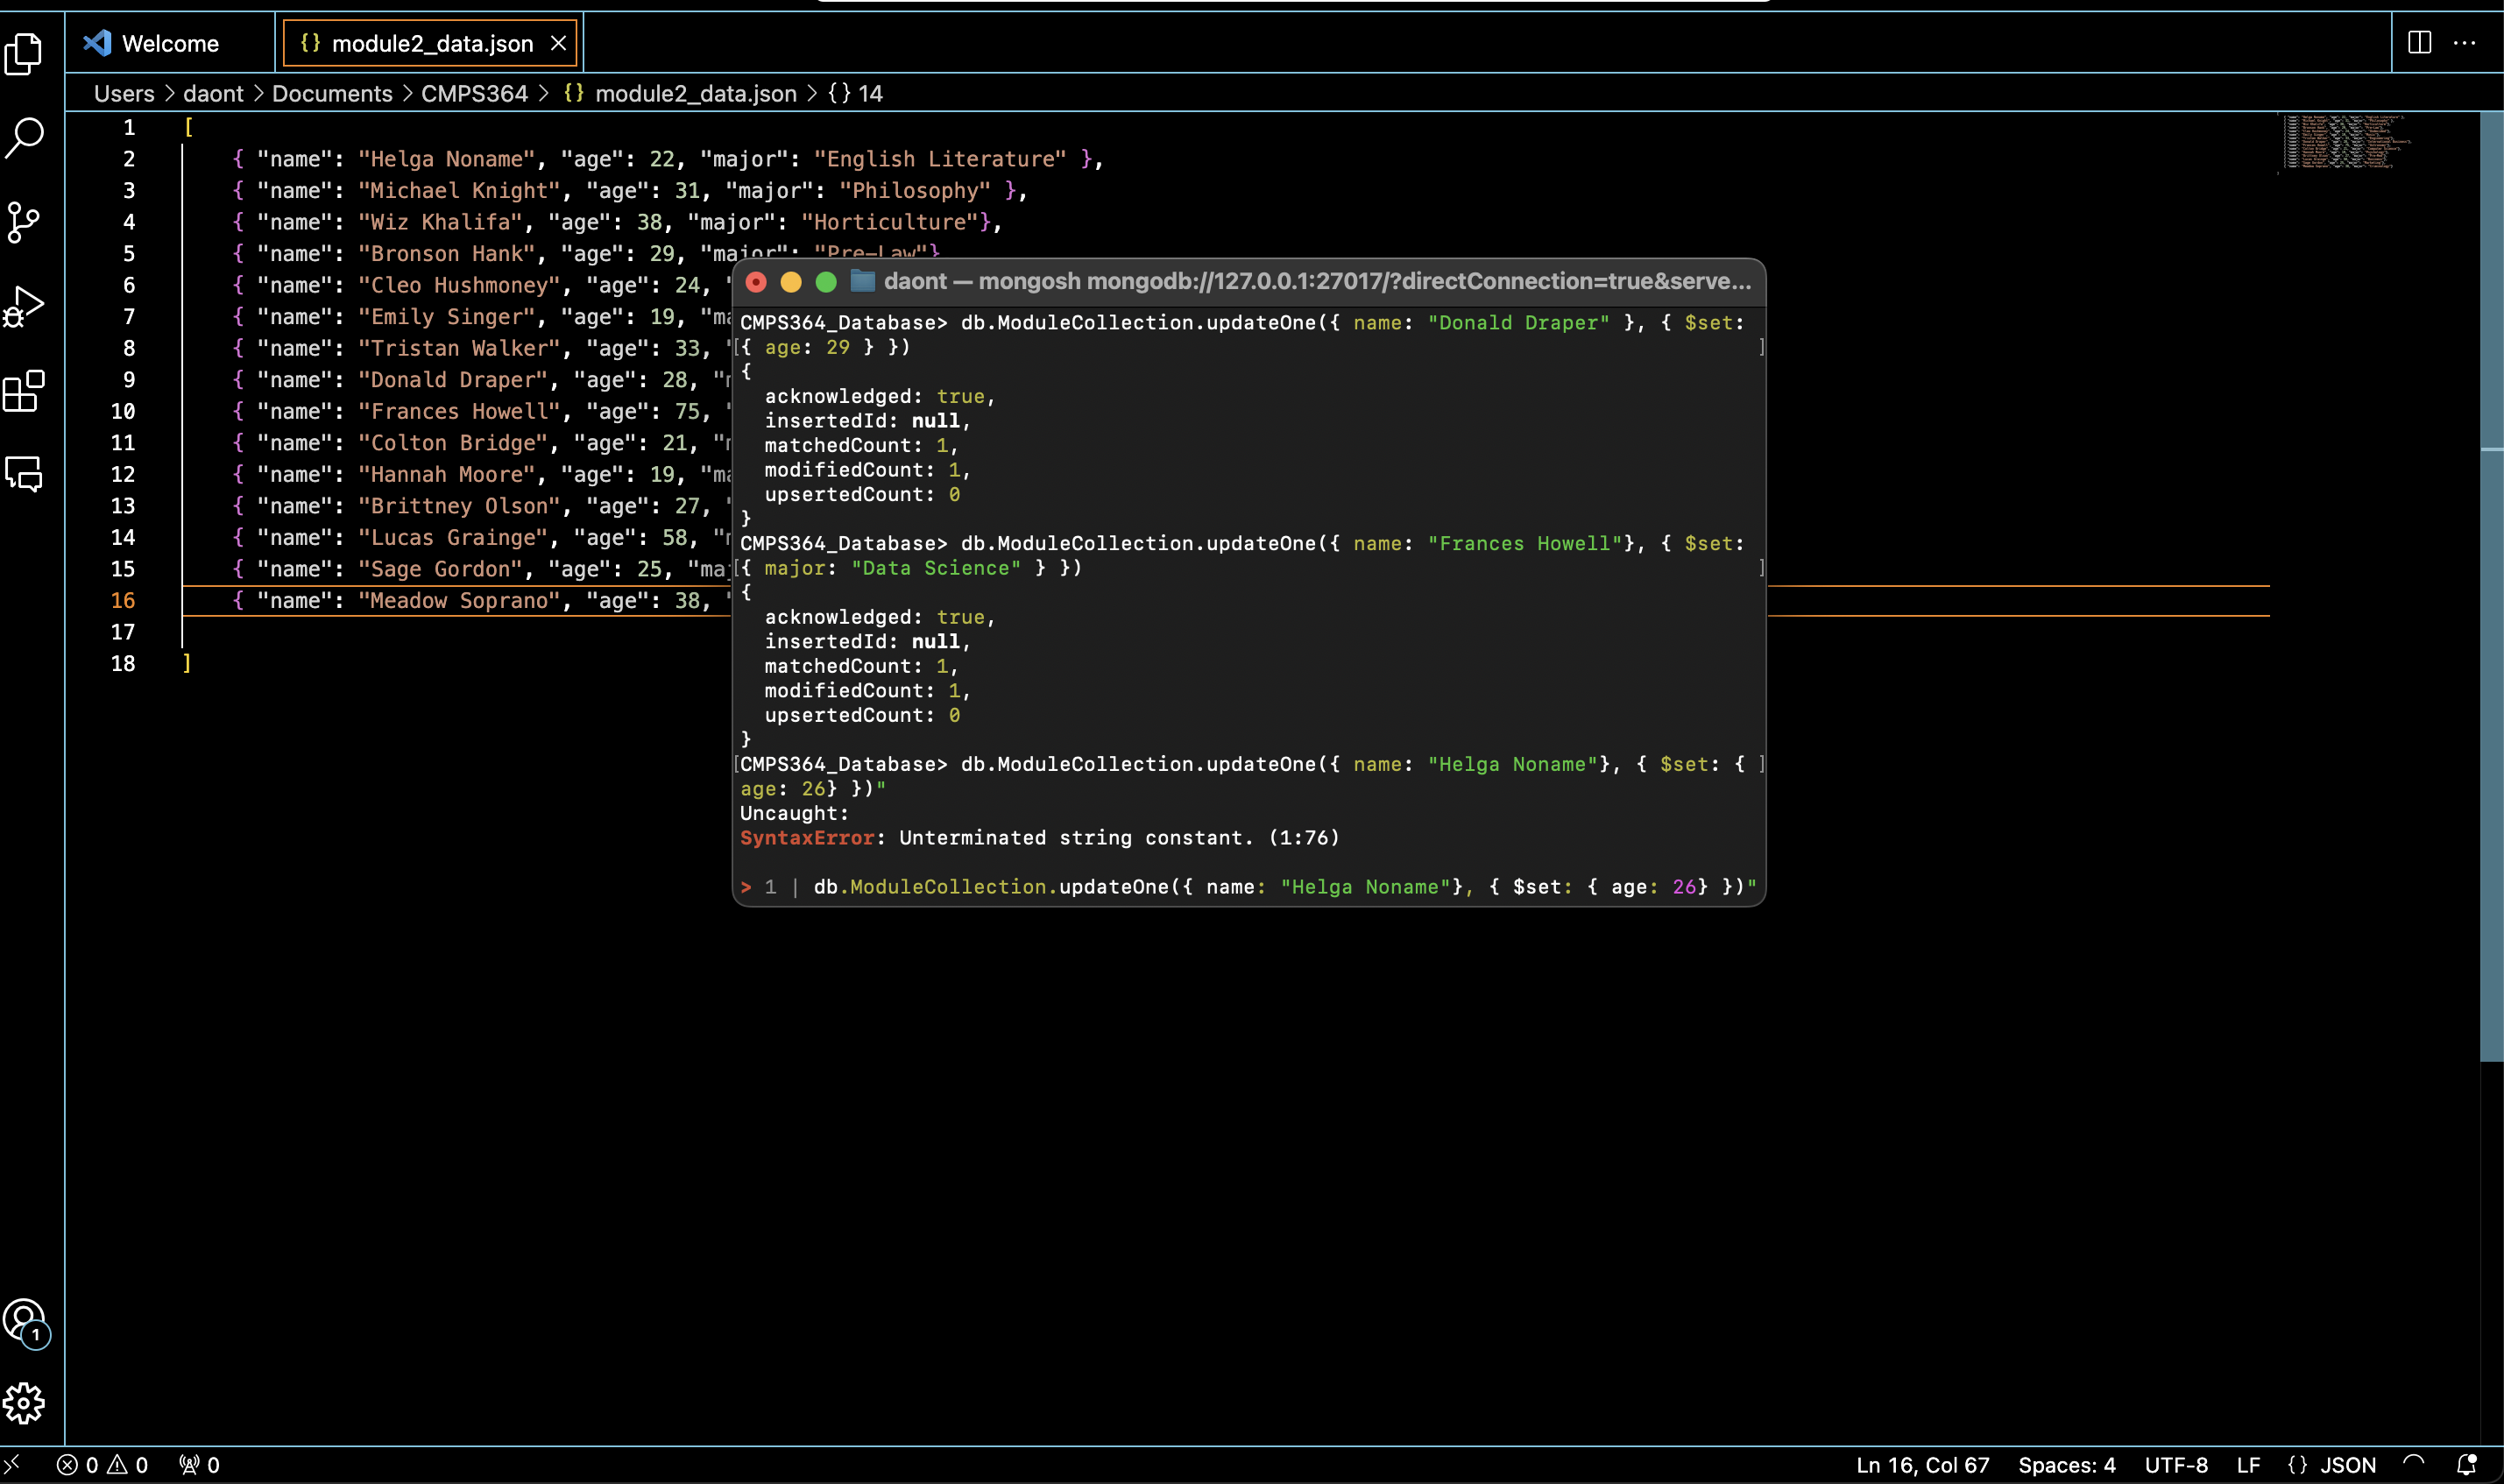 Welcome
{} module2_data.json
Users > daont > Documents > CMPS364 > {} module2_data.json > {} 14
1 [
2 { "name": "Helga Noname", "age": 22, "major": "English Literature" },
3 { "name": "Michael Knight", "age": 31, "major": "Philosophy" },
4 { "name": "Wiz Khalifa", "age": 38, "major": "Horticulture"},
5 { "name": "Bronson Hank", "age": 29, "major": "Pre-Law"}
6 { "name": "Cleo Hushmoney", "age": 24, "
7 { "name": "Emily Singer", "age": 19, "ma
8 { "name": "Tristan Walker", "age": 33, "
9 { "name": "Donald Draper", "age": 28, "m
10 { "name": "Frances Howell", "age": 75, "
11 { "name": "Colton Bridge", "age": 21, "m
12 { "name": "Hannah Moore", "age": 19, "ma
13 { "name": "Brittney Olson", "age": 27, "
14 { "name": "Lucas Grainge", "age": 58, "m
15 { "name": "Sage Gordon", "age": 25, "maj
16 { "name": "Meadow Soprano", "age": 38, "
17
18 ]
daont — mongosh mongodb://127.0.0.1:27017/?directConnection=true&serve...
CMPS364_Database> db.ModuleCollection.updateOne({ name: "Donald Draper" }, { $set:
[{ age: 29 } }) ]
{
acknowledged: true,
insertedId: null,
matchedCount: 1,
modifiedCount: 1,
upsertedCount: 0
}
CMPS364_Database> db.ModuleCollection.updateOne({ name: "Frances Howell"}, { $set:
[{ major: "Data Science" } }) ]
{
acknowledged: true,
insertedId: null,
matchedCount: 1,
modifiedCount: 1,
upsertedCount: 0
}
[CMPS364_Database> db.ModuleCollection.updateOne({ name: "Helga Noname"}, { $set: { ]
age: 26} })"
Uncaught:
SyntaxError: Unterminated string constant. (1:76)
> 1 | db.ModuleCollection.updateOne({ name: "Helga Noname"}, { $set: { age: 26} })"
1
0 0 0
Ln 16, Col 67 Spaces: 4 UTF-8 LF {} JSON